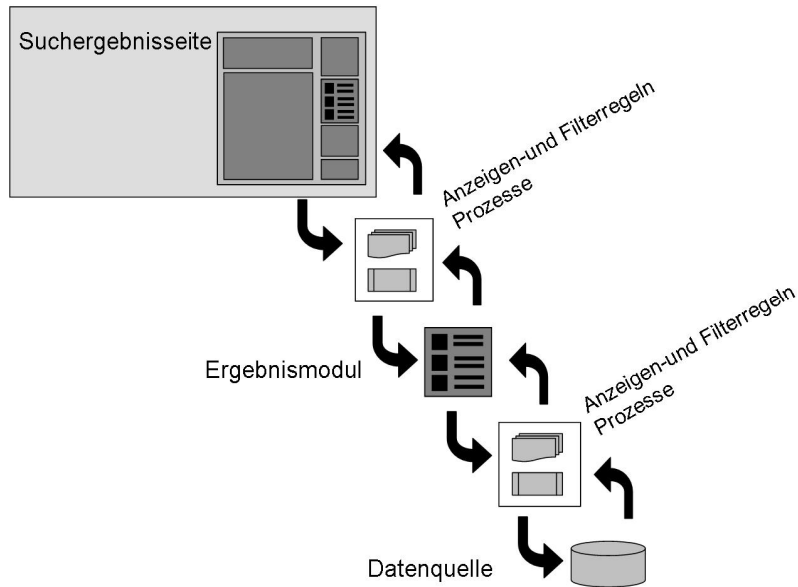 Suchergebnisseite
Anzeigen-und Filterregeln
Prozesse
Ergebnismodul
Anzeigen-und Filterregeln
Prozesse
Datenquelle